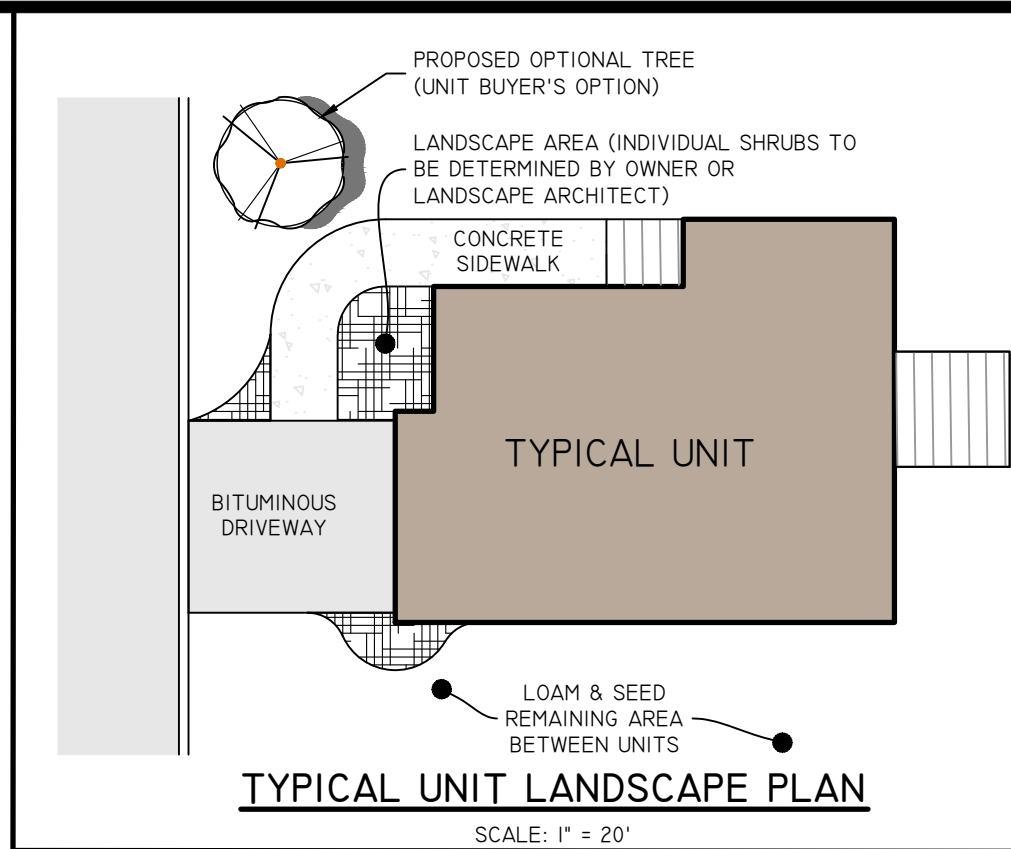 PROPOSED OPTIONAL TREE
(UNIT BUYER'S OPTION)
LANDSCAPE AREA (INDIVIDUAL SHRUBS TO
BE DETERMINED BY OWNER OR
LANDSCAPE ARCHITECT)
CONCRETE
SIDEWALK
TYPICAL UNIT
BITUMINOUS
DRIVEWAY
LOAM & SEED
REMAINING AREA
BETWEEN UNITS
TYPICAL UNIT LANDSCAPE PLAN
SCALE: 1" = 20'